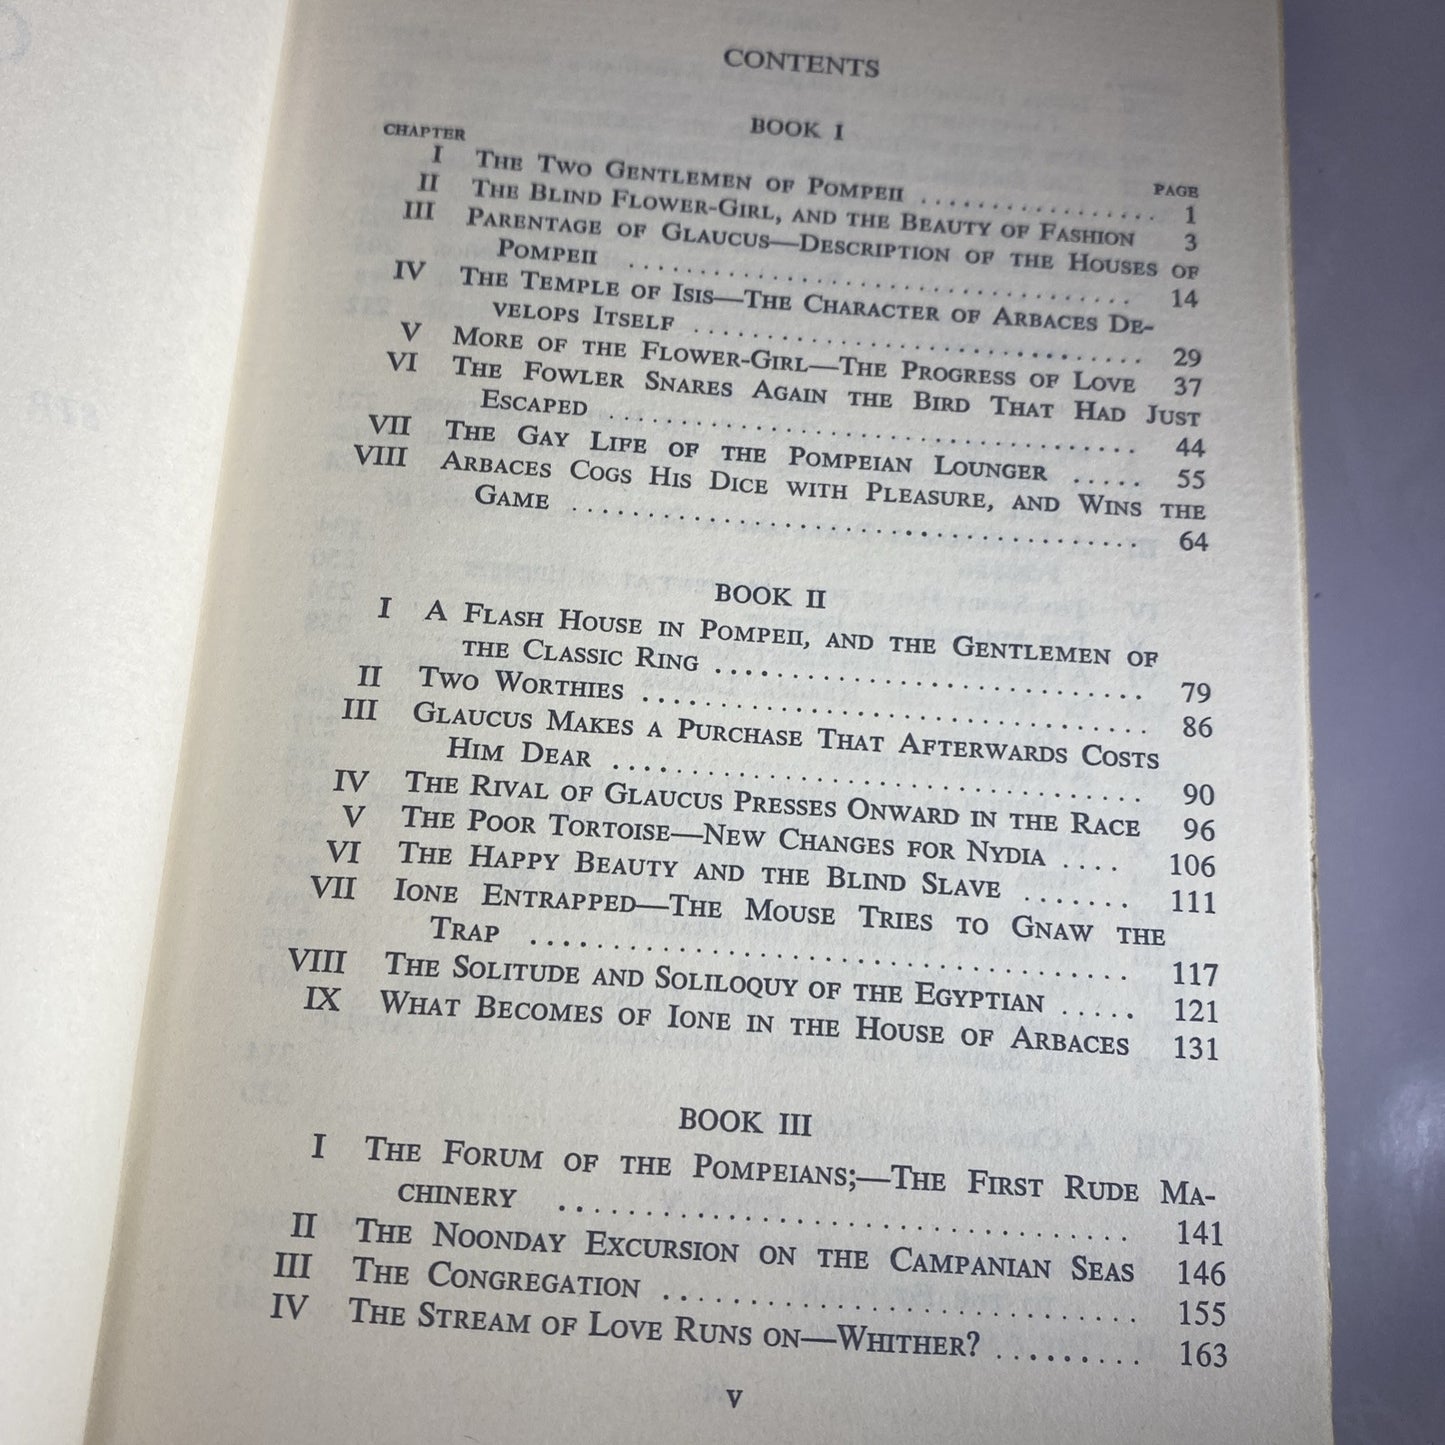 CONTENTS
BOOK I
CHAPTER
PAGE
I THE TWO GENTLEMEN OF POMPEII . . . . . . . . . . . . . . . . . 1
II THE BLIND FLOWER-GIRL, AND THE BEAUTY OF FASHION 3
III PARENTAGE OF GLAUCUS—DESCRIPTION OF THE HOUSES OF
POMPEII . . . . . . . . . . . . . . . . . . . . . . . . . . . . . . . . . . 14
IV THE TEMPLE OF ISIS—THE CHARACTER OF ARBACES DE-
VELOPS ITSELF . . . . . . . . . . . . . . . . . . . . . . . . . . . . . . 29
V MORE OF THE FLOWER-GIRL—THE PROGRESS OF LOVE 37
VI THE FOWLER SNARES AGAIN THE BIRD THAT HAD JUST
ESCAPED . . . . . . . . . . . . . . . . . . . . . . . . . . . . . . . . . . 44
VII THE GAY LIFE OF THE POMPEIAN LOUNGER . . . . . 55
VIII ARBACES COGS HIS DICE WITH PLEASURE, AND WINS THE
GAME . . . . . . . . . . . . . . . . . . . . . . . . . . . . . . . . . . . . 64
BOOK II
I A FLASH HOUSE IN POMPEII, AND THE GENTLEMEN OF
THE CLASSIC RING . . . . . . . . . . . . . . . . . . . . . . . . . . . 79
II TWO WORTHIES . . . . . . . . . . . . . . . . . . . . . . . . . . . . . . . 86
III GLAUCUS MAKES A PURCHASE THAT AFTERWARDS COSTS
HIM DEAR . . . . . . . . . . . . . . . . . . . . . . . . . . . . . . . . . 90
IV THE RIVAL OF GLAUCUS PRESSES ONWARD IN THE RACE 96
V THE POOR TORTOISE—NEW CHANGES FOR NYDIA . . . . 106
VI THE HAPPY BEAUTY AND THE BLIND SLAVE . . . . . . . 111
VII IONE ENTRAPPED—THE MOUSE TRIES TO GNAW THE
TRAP . . . . . . . . . . . . . . . . . . . . . . . . . . . . . . . . . . . 117
VIII THE SOLITUDE AND SOLILOQUY OF THE EGYPTIAN . . . . . 121
IX WHAT BECOMES OF IONE IN THE HOUSE OF ARBACES 131
BOOK III
I THE FORUM OF THE POMPEIANS;—THE FIRST RUDE MA-
CHINERY . . . . . . . . . . . . . . . . . . . . . . . . . . . . . . . . . 141
II THE NOONDAY EXCURSION ON THE CAMPANIAN SEAS 146
III THE CONGREGATION . . . . . . . . . . . . . . . . . . . . . . . . . . . 155
IV THE STREAM OF LOVE RUNS ON—WHITHER? . . . . . . . . . 163
v